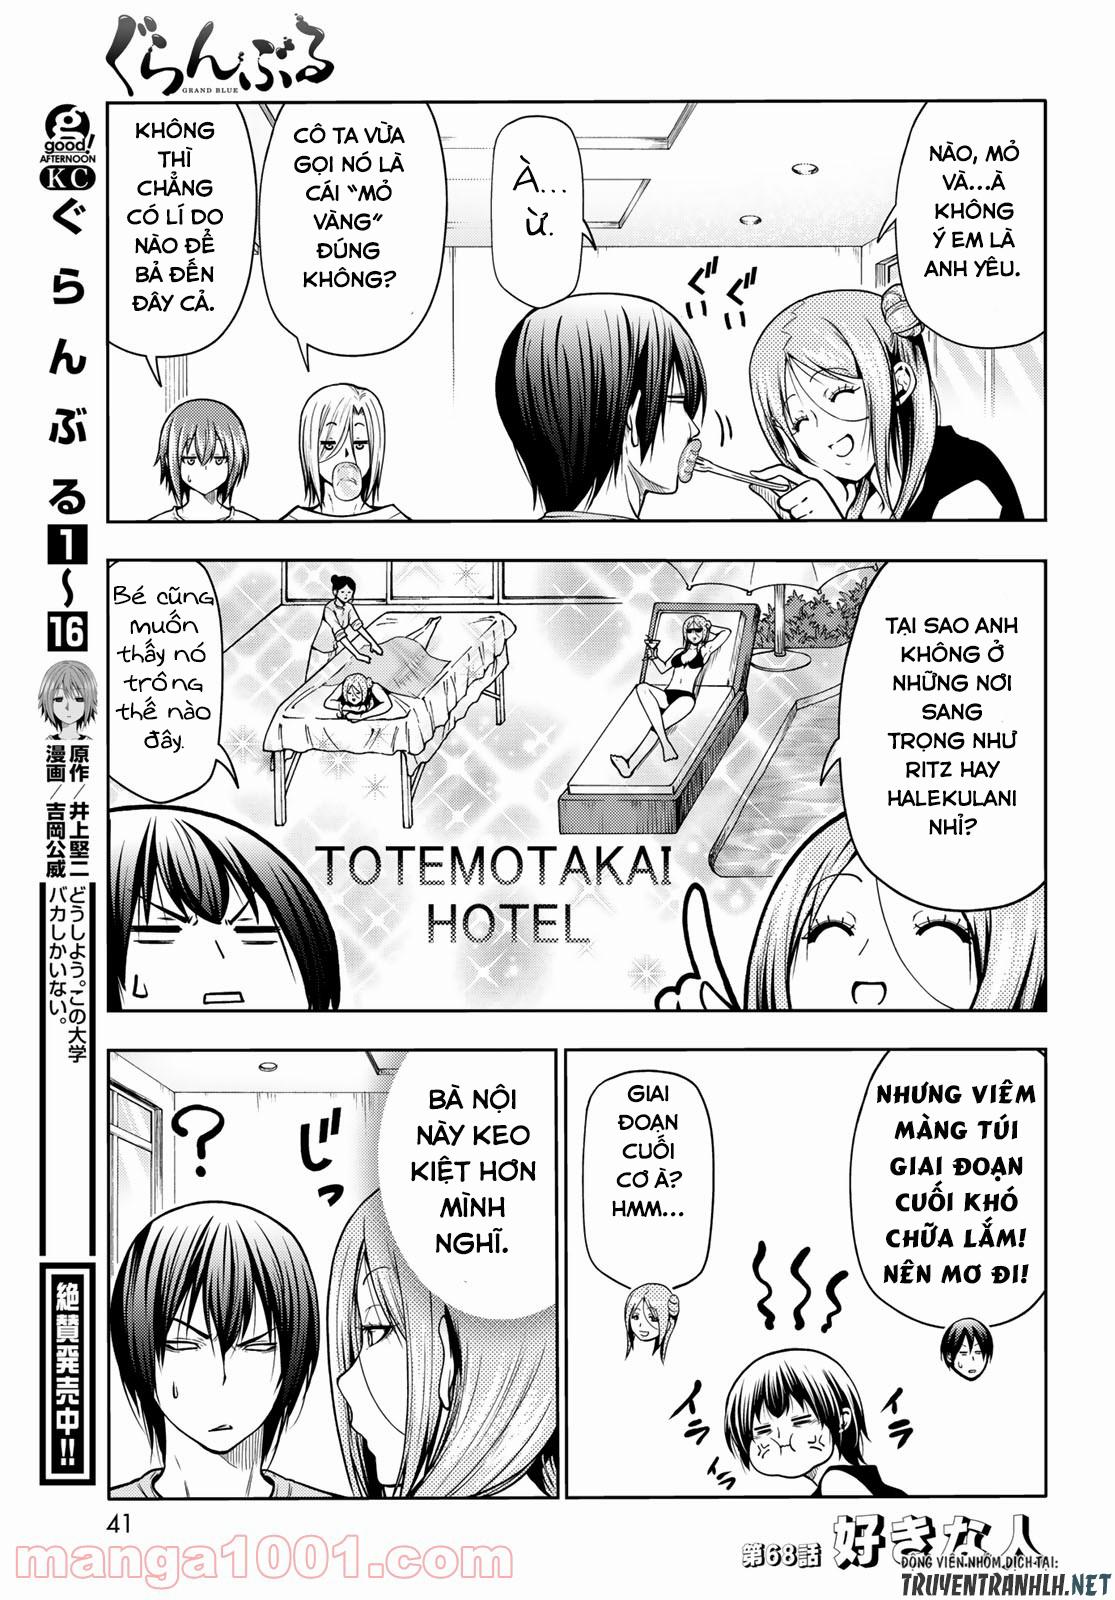 ぐらんぶる
GRAND BLUE
good!
AFTERNOON
KC
ぐらんぶる
1～16
原作／井上堅二
漫画／吉岡公威
どうしよう。この大学
バカしかいない。
絶賛発売中!!
NÀO, MỎ
VÀ...À
KHÔNG
Ý EM LÀ
ANH YÊU.
À...
Ừ.
CÔ TA VỪA
GỌI NÓ LÀ
CÁI “MỎ
VÀNG”
ĐÚNG
KHÔNG?
KHÔNG
THÌ
CHẲNG
CÓ LÍ DO
NÀO ĐỂ
BẢ ĐẾN
ĐÂY CẢ.
ぐいぐい
TẠI SAO ANH
KHÔNG Ở
NHỮNG NƠI
SANG
TRỌNG NHƯ
RITZ HAY
HALEKULANI
NHỈ?
Bé cũng
muốn
thấy nó
trông
thế nào
đây.
TOTEMOTAKAI
HOTEL
NHƯNG VIÊM
MÀNG TÚI
GIAI ĐOẠN
CUỐI KHÓ
CHỮA LẮM!
NÊN MƠ ĐI!
GIAI
ĐOẠN
CUỐI
CƠ À?
HMM...
イライラ
BÀ NỘI
NÀY KEO
KIỆT HƠN
MÌNH
NGHĨ.
?
じっ
41
第68話 好きな人
manga1001.com
ĐỘNG VIÊN NHÓM DỊCH TẠI:
TRUYENTRANHLH.NET